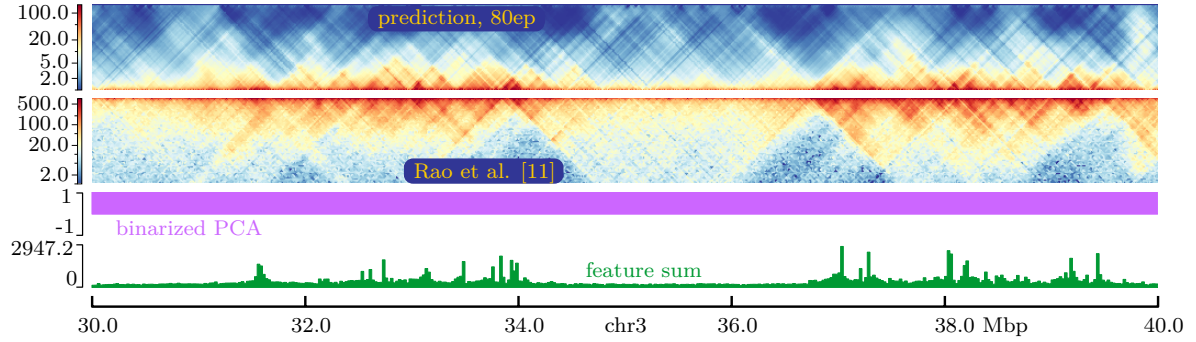 100.0
prediction, 80ep
20.0
5.0
2.0
500.0
100.0
20.0
2.0
Rao et al. [11]
1
-1
binarized PCA
2947.2
0
feature sum
30.0 32.0 34.0 chr3 36.0 38.0 Mbp 40.0